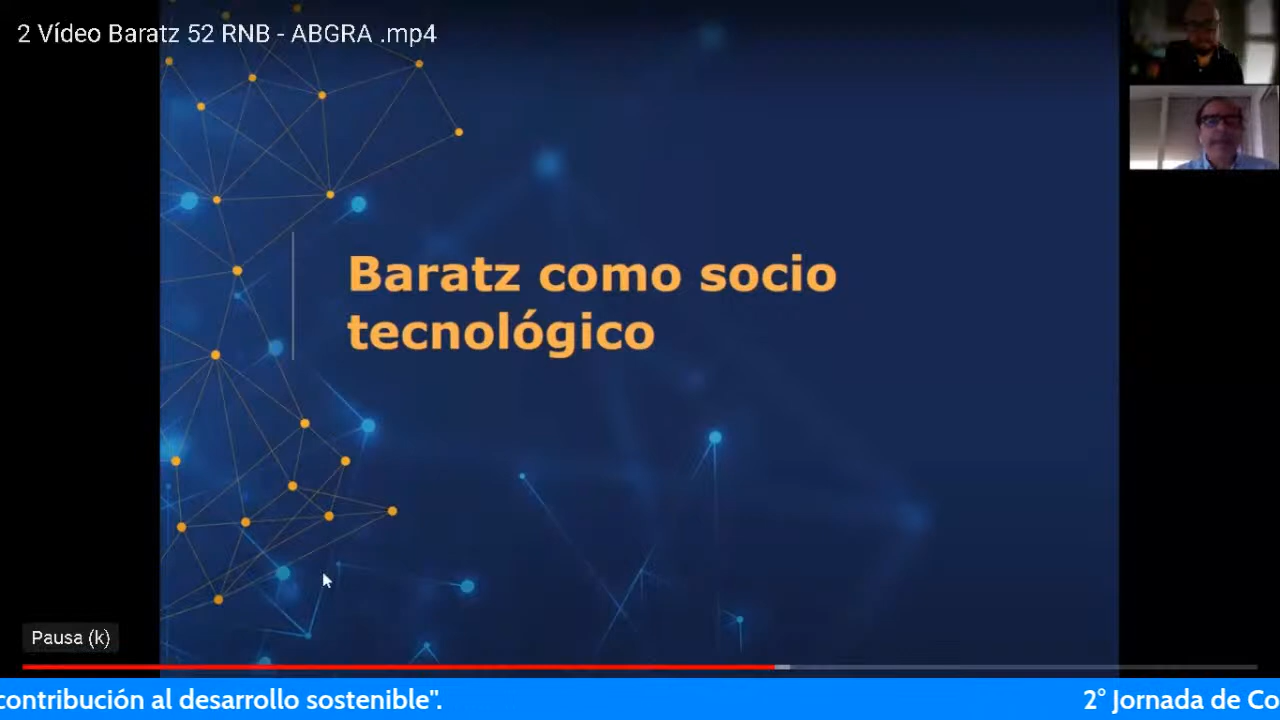 2 Vídeo Baratz 52 RNB - ABGRA .mp4
Baratz como socio
tecnológico
Pausa (k)
contribución al desarrollo sostenible".
2° Jornada de Co